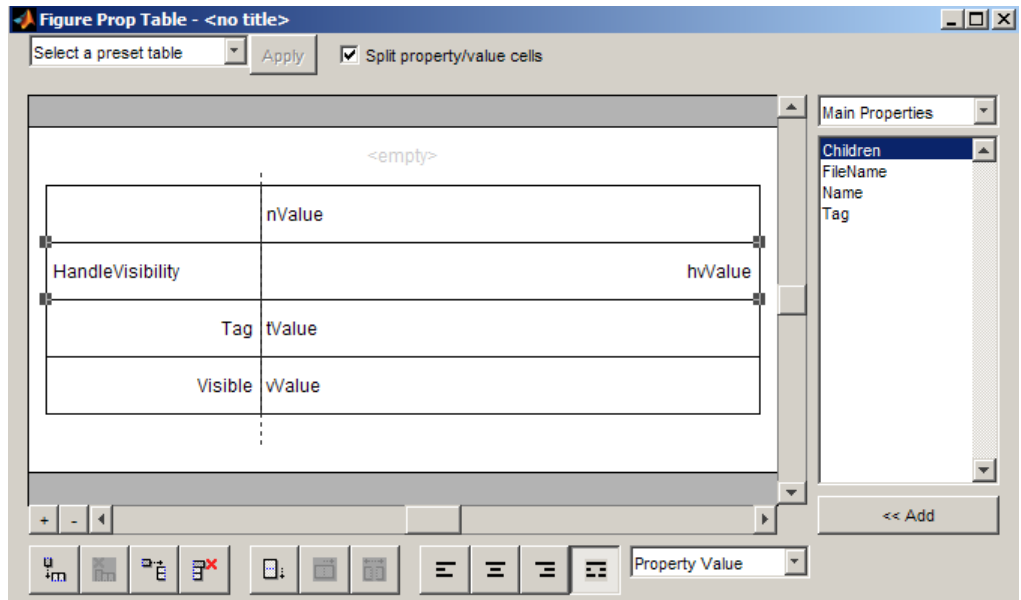 Figure Prop Table - <no title>
Select a preset table
Apply
Split property/value cells
Main Properties
<empty>
Children
FileName
Name
Tag
nValue
HandleVisibility hvValue
Tag tValue
Visible vValue
+ -
<< Add
Property Value